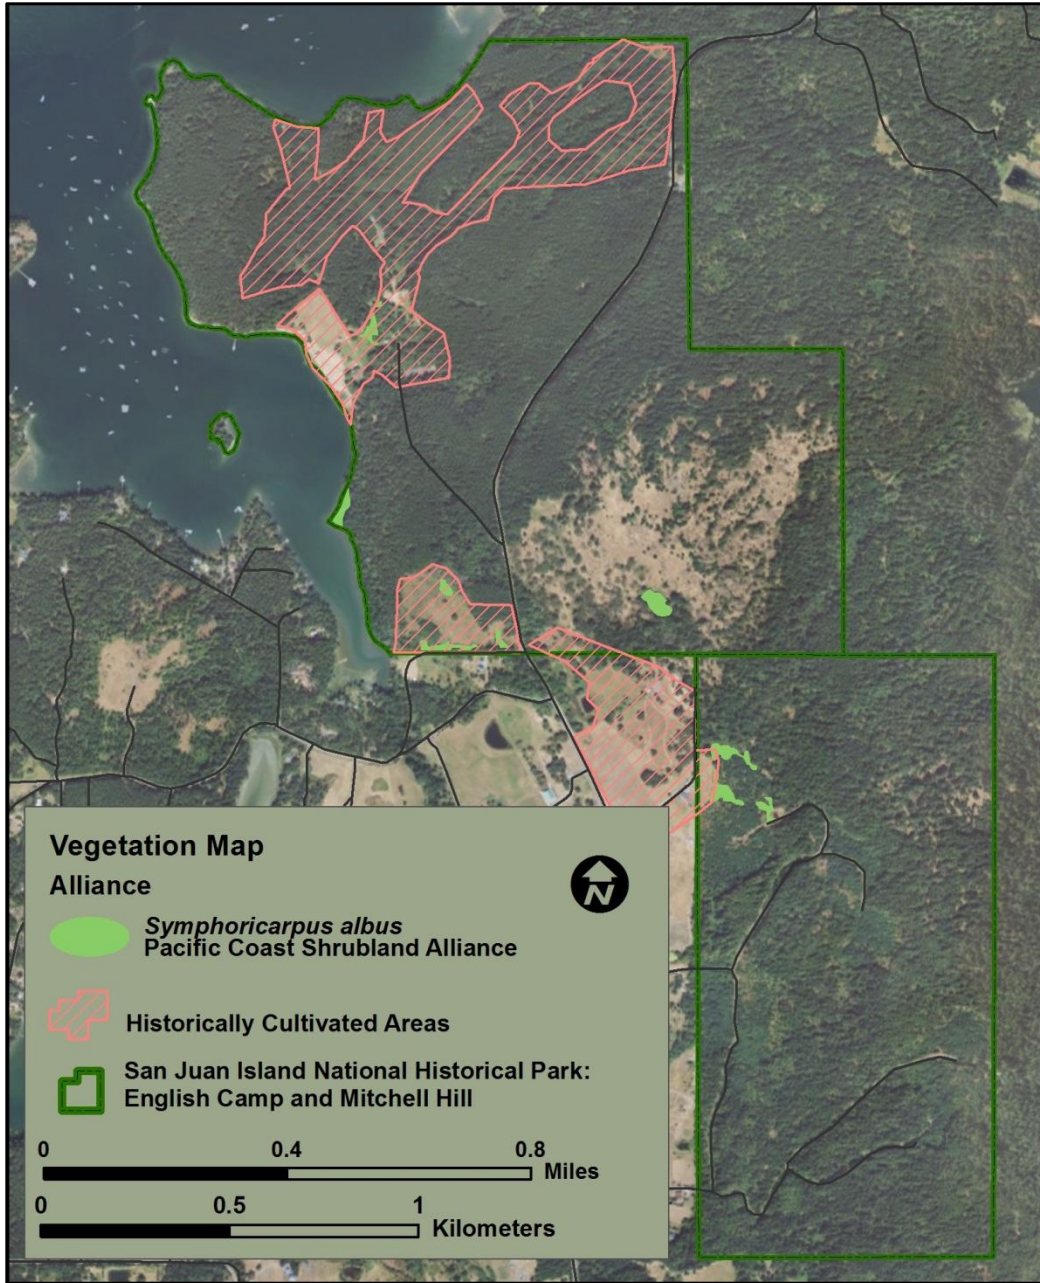 Vegetation Map
Alliance
Symphoricarpus albus
Pacific Coast Shrubland Alliance
N
Historically Cultivated Areas
San Juan Island National Historical Park:
English Camp and Mitchell Hill
0 0.4 0.8 Miles
0 0.5 1 Kilometers